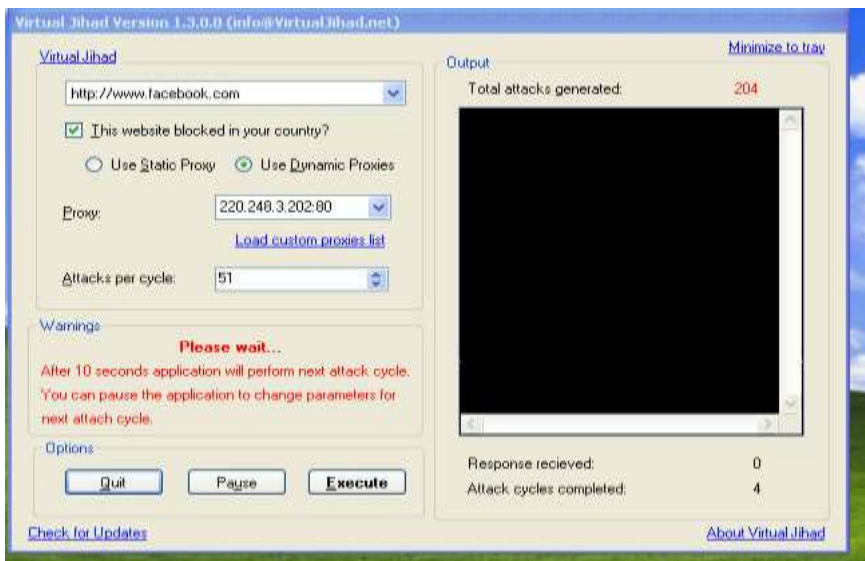 Virtual Jihad Version 1.3.0.0 (info@VirtualJihad.net)
Minimize to tray
Virtual Jihad
http://www.facebook.com
This website blocked in your country?
Use Static Proxy
Use Dynamic Proxies
Proxy:
220.248.3.202:80
Load custom proxies list
Attacks per cycle:
51
Warnings
Please wait...
After 10 seconds application will perform next attack cycle.
You can pause the application to change parameters for
next attach cycle.
Options
Quit
Pause
Execute
Check for Updates
Output
Total attacks generated: 204
Response recieved: 0
Attack cycles completed: 4
About Virtual Jihad